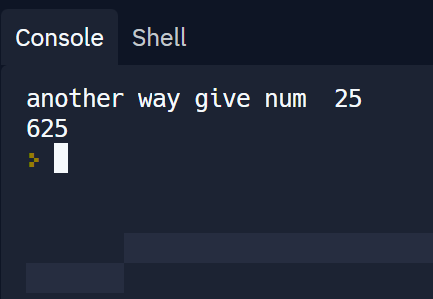 Console Shell
another way give num  25
625
>